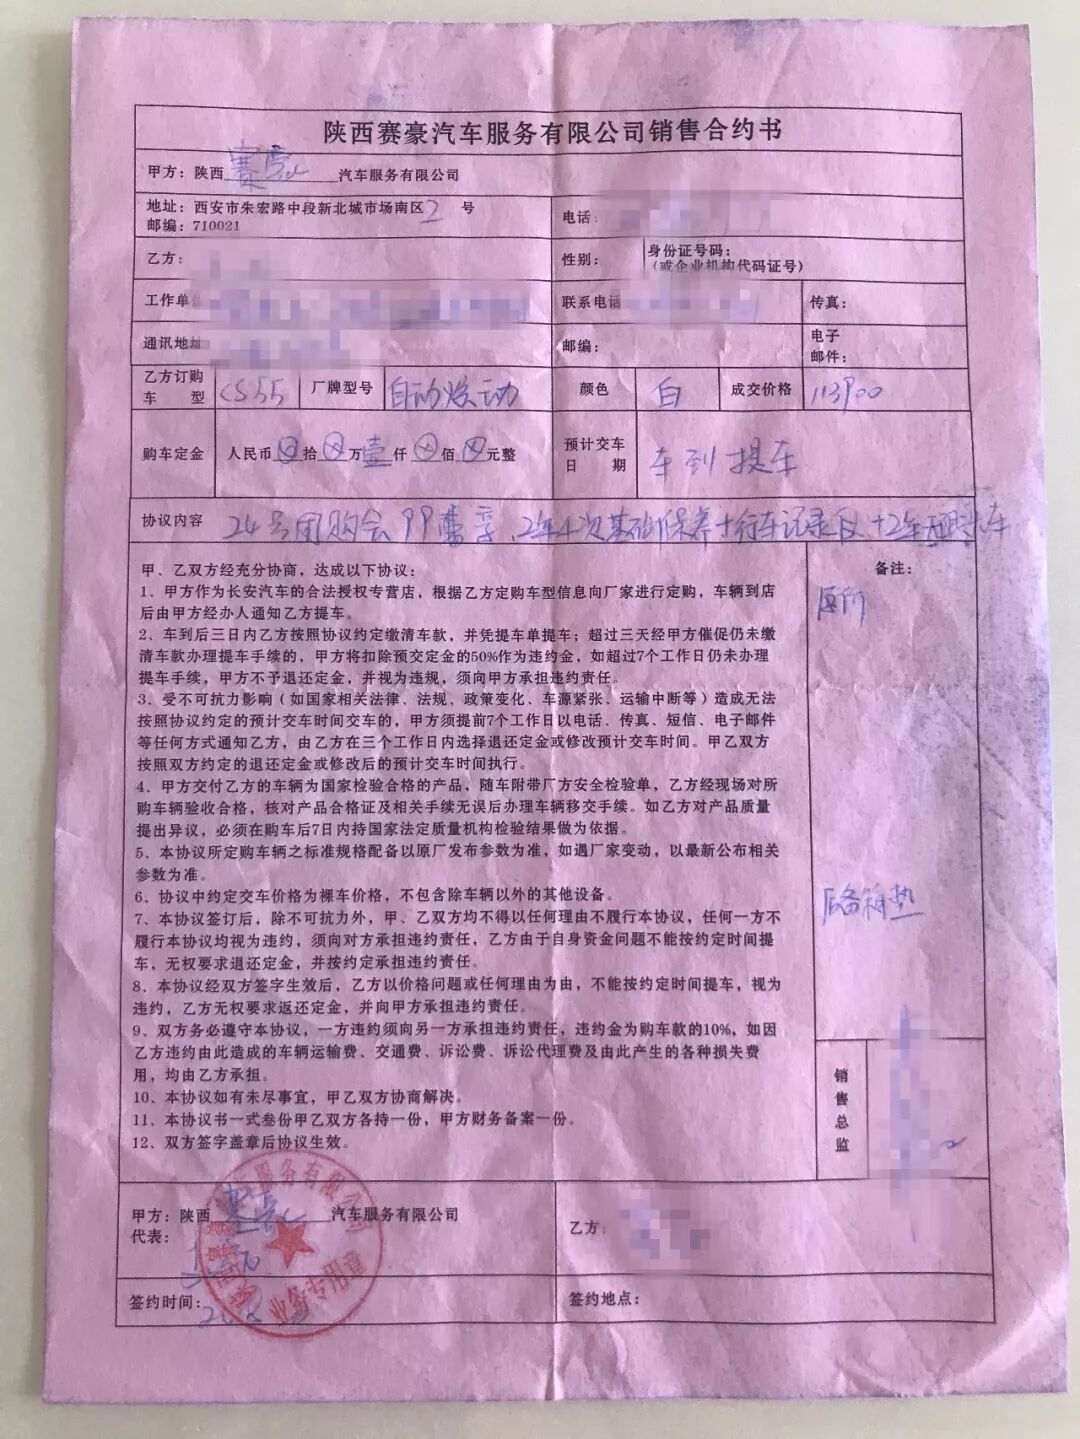 陕西赛豪汽车服务有限公司销售合约书
甲方：陕西 赛豪 汽车服务有限公司
地址：西安市朱宏路中段新北城市场南区2 号
邮编：710021
电话：
乙方：
性别：
身份证号码：
（或企业机构代码证号）
工作单
联系电话
传真：
通讯地址
邮编：
电子
邮件：
乙方订购
车 型
CS55
厂牌型号
自动炫动
颜色
白
成交价格
113900
购车定金
人民币⊗拾⊗万壹仟⊗佰⊗元整
预计交车
日 期
车到提车
协议内容
24号团购会99尊享，2年4次基础保养+行车记录仪+2年
甲、乙双方经充分协商，达成以下协议：
1、甲方作为长安汽车的合法授权专营店，根据乙方定购车型信息向厂家进行定购，车辆到店
后由甲方经办人通知乙方提车。
2、车到后三日内乙方按照协议约定缴清车款，并凭提车单提车；超过三天经甲方催促仍未缴
清车款办理提车手续的，甲方将扣除预交定金的50%作为违约金，如超过7个工作日仍未办理
提车手续，甲方不予退还定金，并视为违规，须向甲方承担违约责任。
3、受不可抗力影响（如国家相关法律、法规、政策变化、车源紧张、运输中断等）造成无法
按照协议约定的预计交车时间交车的，甲方须提前7个工作日以电话、传真、短信、电子邮件
等任何方式通知乙方，由乙方在三个工作日内选择退还定金或修改预计交车时间。甲乙双方
按照双方约定的退还定金或修改后的预计交车时间执行。
4、甲方交付乙方的车辆为国家检验合格的产品，随车附带厂方安全检验单，乙方经现场对所
购车辆验收合格，核对产品合格证及相关手续无误后办理车辆移交手续。如乙方对产品质量
提出异议，必须在购车后7日内持国家法定质量机构检验结果做为依据。
5、本协议所定购车辆之标准规格配备以原厂发布参数为准，如遇厂家变动，以最新公布相关
参数为准。
6、协议中约定交车价格为裸车价格，不包含除车辆以外的其他设备。
7、本协议签订后，除不可抗力外，甲、乙双方均不得以任何理由不履行本协议，任何一方不
履行本协议均视为违约，须向对方承担违约责任，乙方由于自身资金问题不能按约定时间提
车，无权要求退还定金，并按约定承担违约责任。
8、本协议经双方签字生效后，乙方以价格问题或任何理由为由，不能按约定时间提车，视为
违约，乙方无权要求返还定金，并向甲方承担违约责任。
9、双方务必遵守本协议，一方违约须向另一方承担违约责任，违约金为购车款的10%，如因
乙方违约由此造成的车辆运输费、交通费、诉讼费、诉讼代理费及由此产生的各种损失费
用，均由乙方承担。
10、本协议如有未尽事宜，甲乙双方协商解决。
11、本协议书一式叁份甲乙双方各持一份，甲方财务备案一份。
12、双方签字盖章后协议生效。
备注：
后备箱垫
销售总监
甲方：陕西 赛豪 汽车服务有限公司
代表：
乙方：
签约时间：
签约地点：
业务专用章